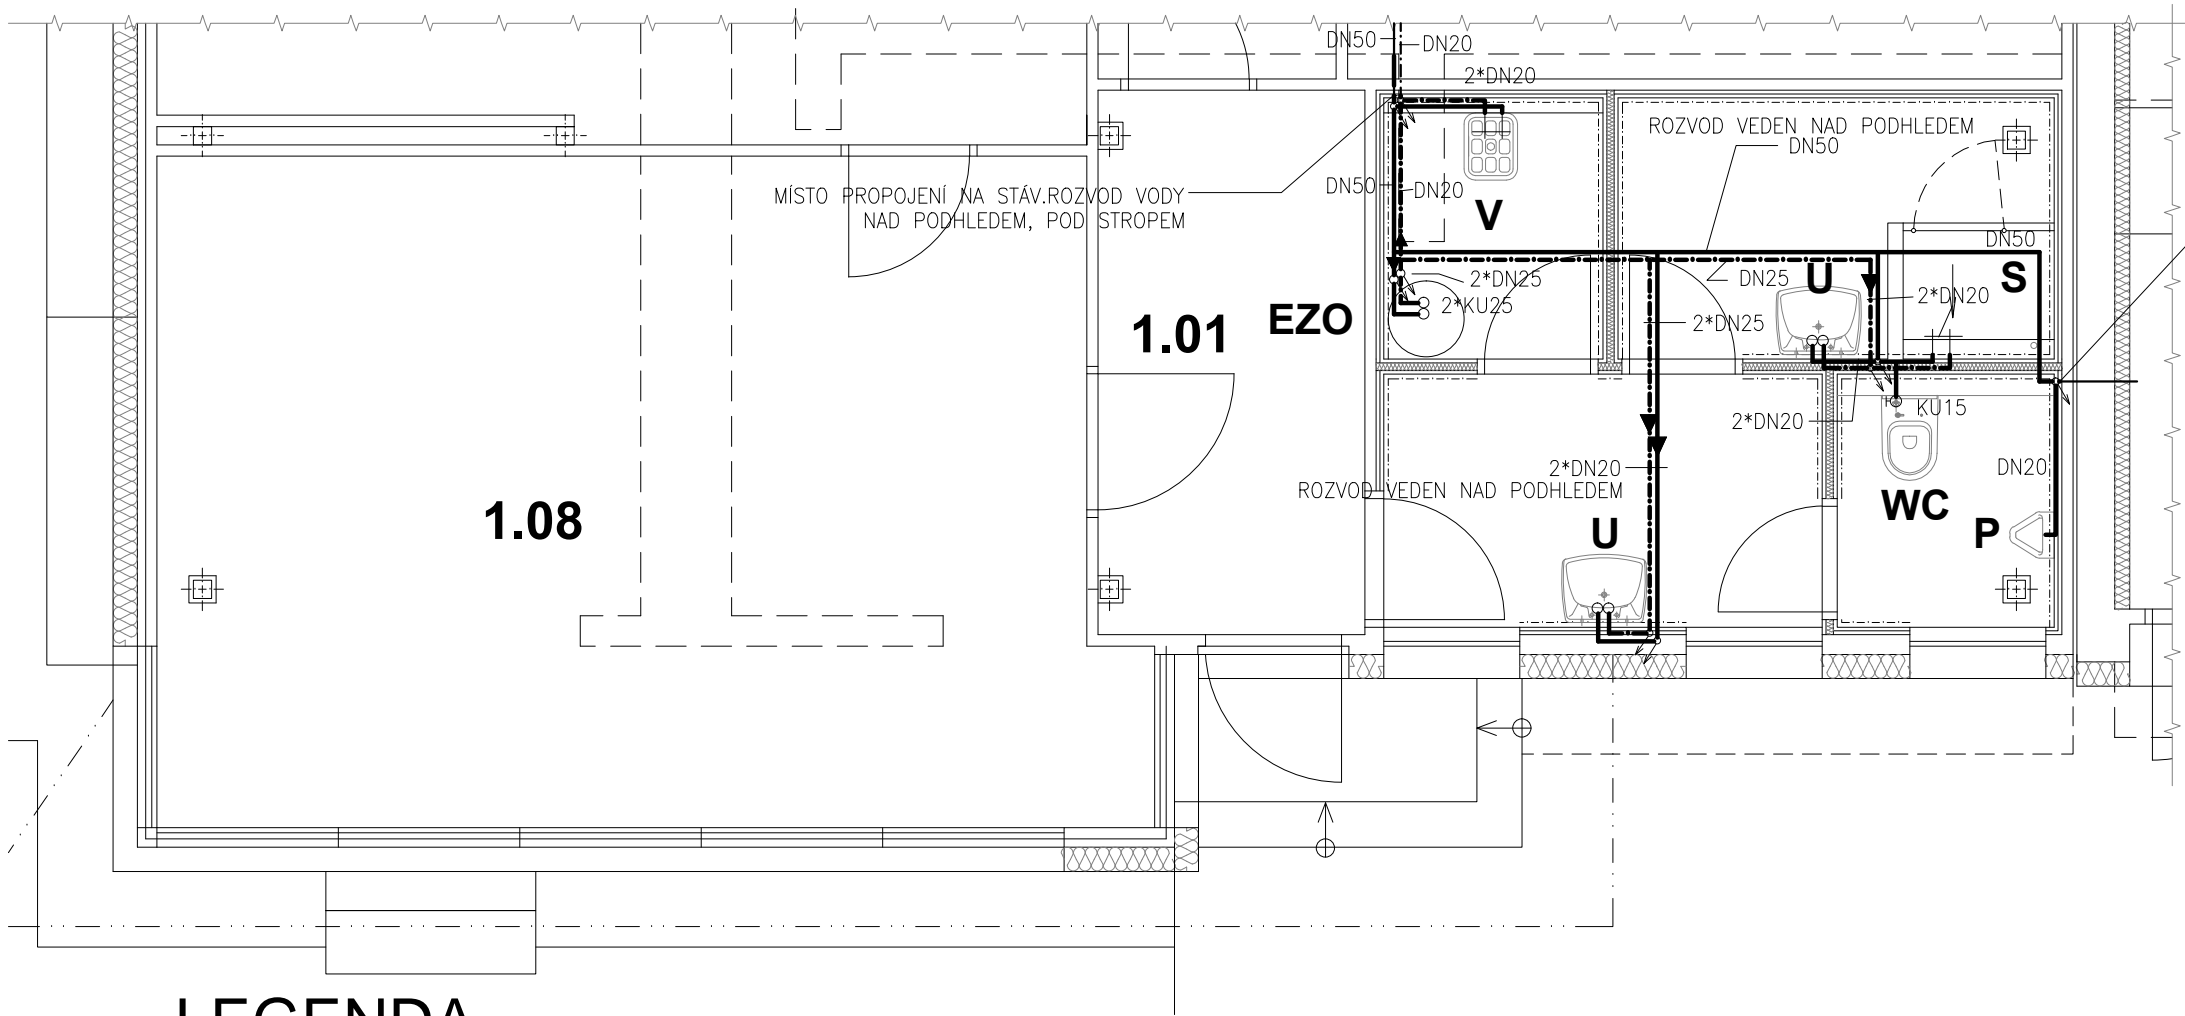 DN50
DN20
2*DN20
ROZVOD VEDEN NAD PODHLEDEM
DN50
MÍSTO PROPOJENÍ NA STÁV.ROZVOD VODY
NAD PODHLEDEM, POD STROPEM
DN50
DN20
V
DN50
2*DN25
DN25
U
S
2*KU25
2*DN20
EZO
1.01
2*DN25
KU15
2*DN20
2*DN20
DN20
ROZVOD VEDEN NAD PODHLEDEM
1.08
WC
U
P
LEGENDA